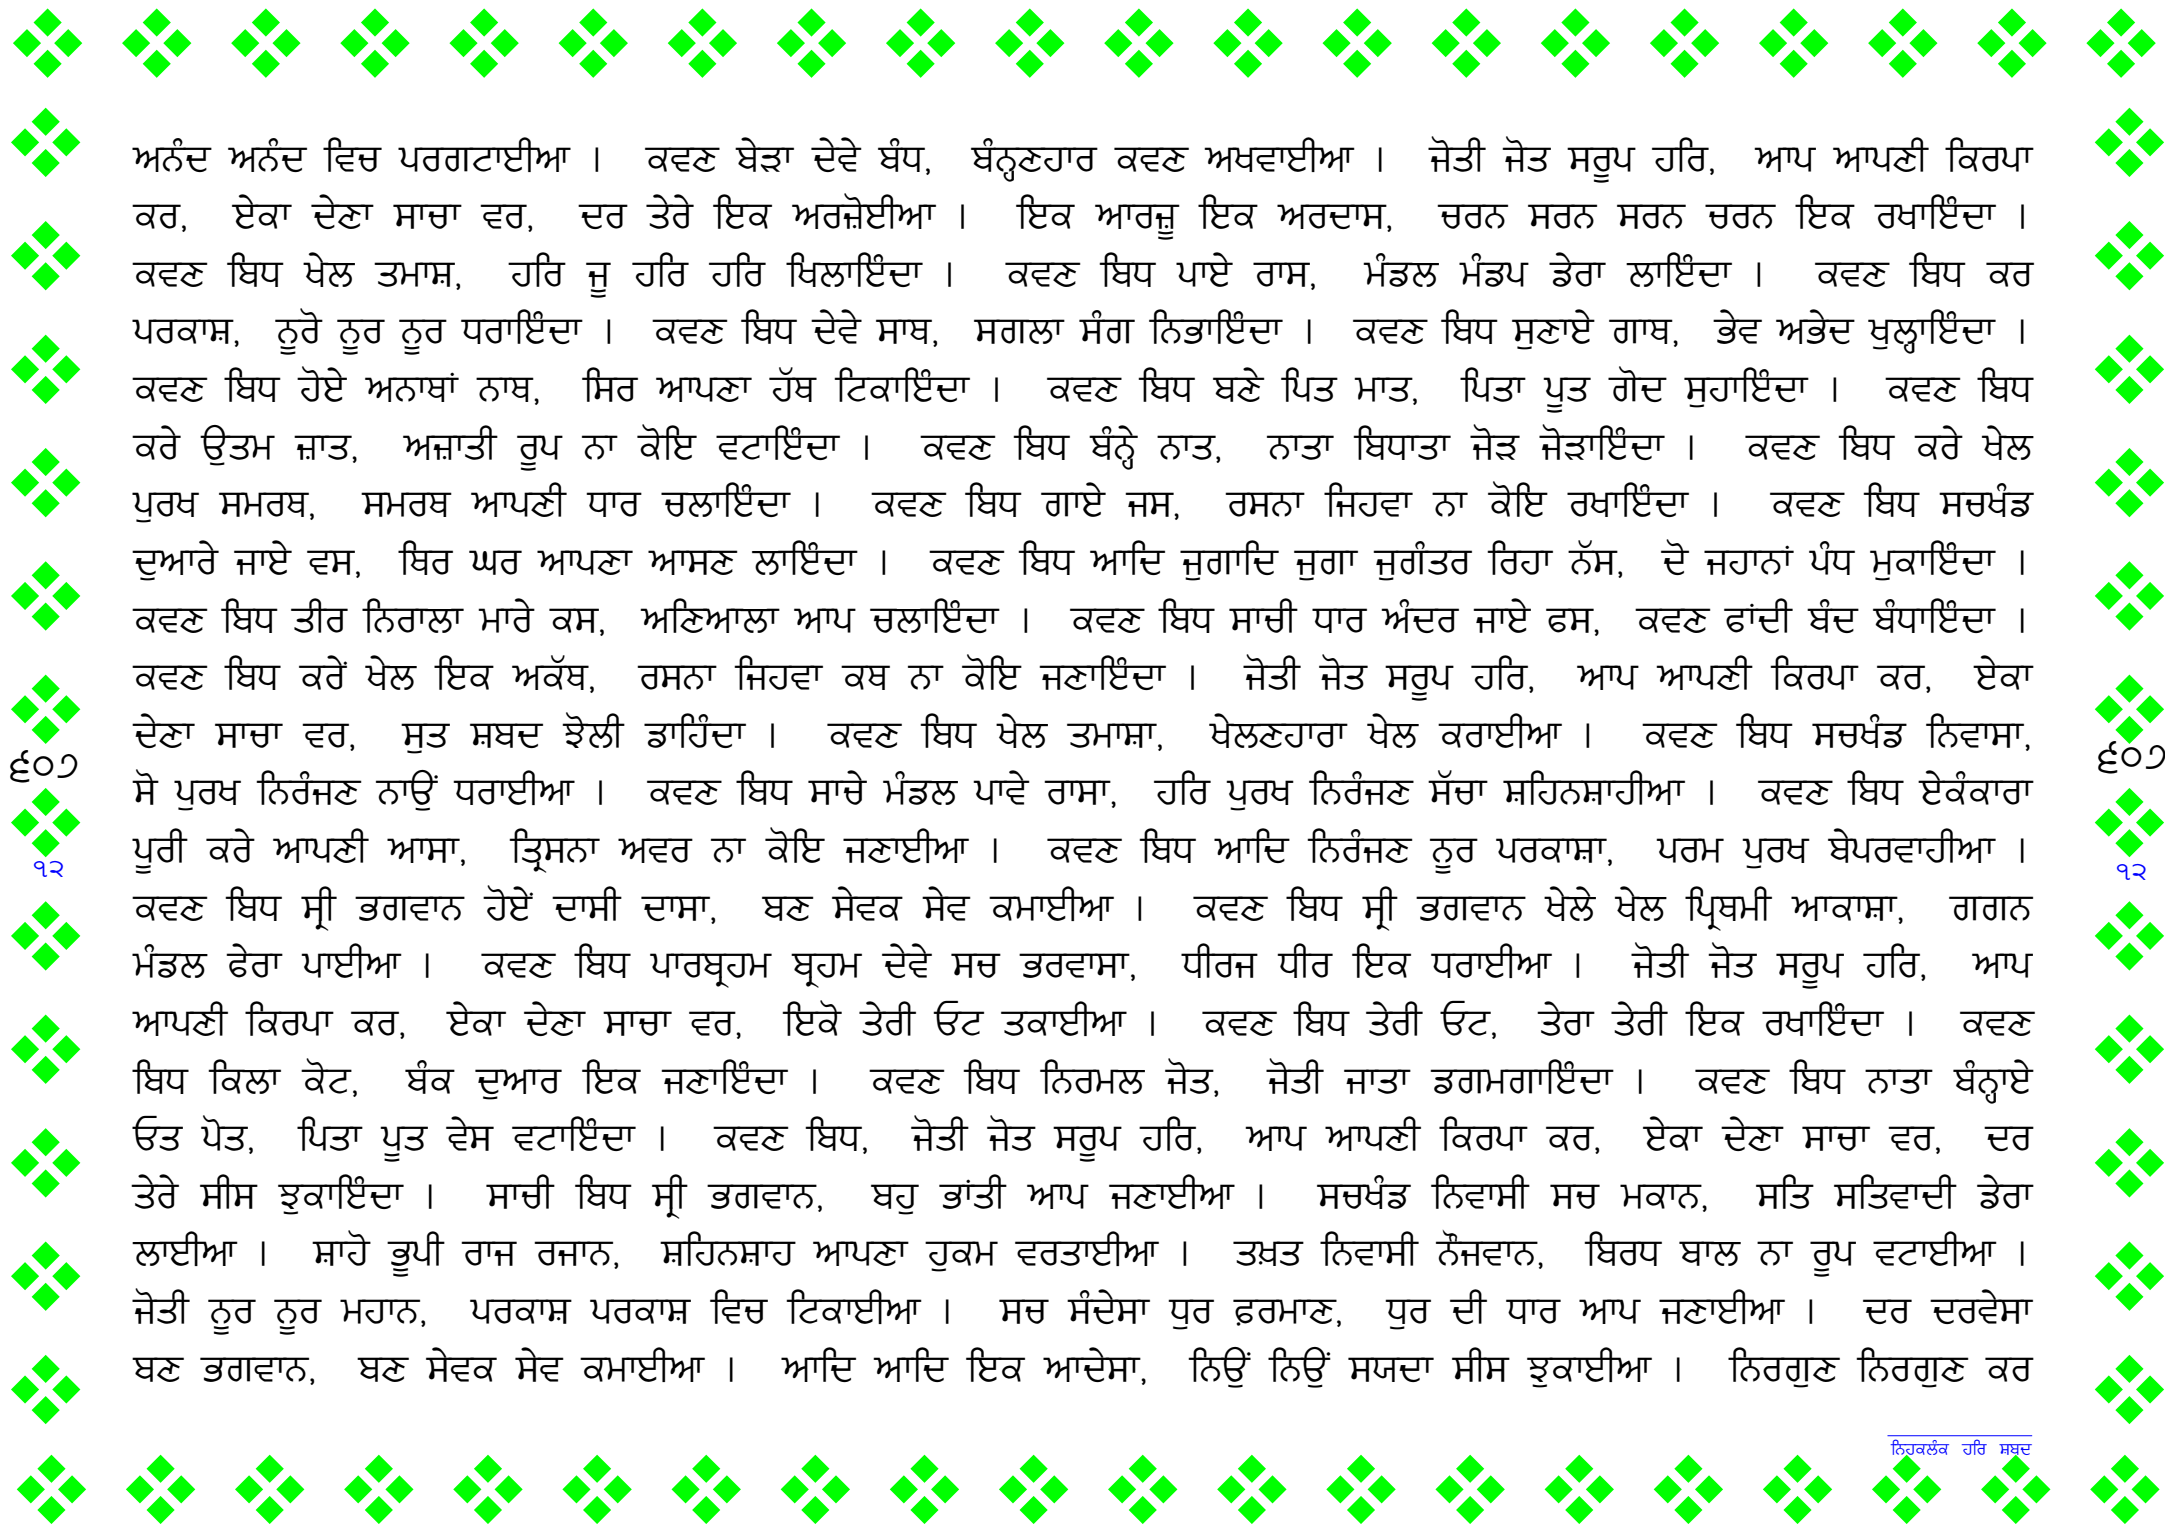 ਅਨੰਦ ਅਨੰਦ ਵਿਚ ਪਰਗਟਾਈਆ । ਕਵਣ ਬੇੜਾ ਦੇਵੇ ਬੰਧ, ਬੰਨ੍ਹਣਹਾਰ ਕਵਣ ਅਖਵਾਈਆ । ਜੋਤੀ ਜੋਤ ਸਰੂਪ ਹਰਿ, ਆਪ ਆਪਣੀ ਕਿਰਪਾ
ਕਰ, ਏਕਾ ਦੇਣਾ ਸਾਚਾ ਵਰ, ਦਰ ਤੇਰੇ ਇਕ ਅਰਜ਼ੋਈਆ । ਇਕ ਆਰਜ਼ੂ ਇਕ ਅਰਦਾਸ, ਚਰਨ ਸਰਨ ਸਰਨ ਚਰਨ ਇਕ ਰਖਾਇੰਦਾ ।
ਕਵਣ ਬਿਧ ਖੇਲ ਤਮਾਸ਼, ਹਰਿ ਜੂ ਹਰਿ ਹਰਿ ਖਿਲਾਇੰਦਾ । ਕਵਣ ਬਿਧ ਪਾਏ ਰਾਸ, ਮੰਡਲ ਮੰਡਪ ਡੇਰਾ ਲਾਇੰਦਾ । ਕਵਣ ਬਿਧ ਕਰ
ਪਰਕਾਸ਼, ਨੂਰੋ ਨੂਰ ਨੂਰ ਧਰਾਇੰਦਾ । ਕਵਣ ਬਿਧ ਦੇਵੇ ਸਾਥ, ਸਗਲਾ ਸੰਗ ਨਿਭਾਇੰਦਾ । ਕਵਣ ਬਿਧ ਸੁਣਾਏ ਗਾਥ, ਭੇਵ ਅਭੇਦ ਖੁਲ੍ਹਾਇੰਦਾ ।
ਕਵਣ ਬਿਧ ਹੋਏ ਅਨਾਥਾਂ ਨਾਥ, ਸਿਰ ਆਪਣਾ ਹੱਥ ਟਿਕਾਇੰਦਾ । ਕਵਣ ਬਿਧ ਬਣੇ ਪਿਤ ਮਾਤ, ਪਿਤਾ ਪੂਤ ਗੋਦ ਸੁਹਾਇੰਦਾ । ਕਵਣ ਬਿਧ
ਕਰੇ ਉਤਮ ਜ਼ਾਤ, ਅਜ਼ਾਤੀ ਰੂਪ ਨਾ ਕੋਇ ਵਟਾਇੰਦਾ । ਕਵਣ ਬਿਧ ਬੰਨ੍ਹੇ ਨਾਤ, ਨਾਤਾ ਬਿਧਾਤਾ ਜੋੜ ਜੋੜਾਇੰਦਾ । ਕਵਣ ਬਿਧ ਕਰੇ ਖੇਲ
ਪੁਰਖ ਸਮਰਥ, ਸਮਰਥ ਆਪਣੀ ਧਾਰ ਚਲਾਇੰਦਾ । ਕਵਣ ਬਿਧ ਗਾਏ ਜਸ, ਰਸਨਾ ਜਿਹਵਾ ਨਾ ਕੋਇ ਰਖਾਇੰਦਾ । ਕਵਣ ਬਿਧ ਸਚਖੰਡ
ਦੁਆਰੇ ਜਾਏ ਵਸ, ਥਿਰ ਘਰ ਆਪਣਾ ਆਸਣ ਲਾਇੰਦਾ । ਕਵਣ ਬਿਧ ਆਦਿ ਜੁਗਾਦਿ ਜੁਗਾ ਜੁਗੰਤਰ ਰਿਹਾ ਨੱਸ, ਦੋ ਜਹਾਨਾਂ ਪੰਧ ਮੁਕਾਇੰਦਾ ।
ਕਵਣ ਬਿਧ ਤੀਰ ਨਿਰਾਲਾ ਮਾਰੇ ਕਸ, ਅਣਿਆਲਾ ਆਪ ਚਲਾਇੰਦਾ । ਕਵਣ ਬਿਧ ਸਾਚੀ ਧਾਰ ਅੰਦਰ ਜਾਏ ਫਸ, ਕਵਣ ਫਾਂਦੀ ਬੰਦ ਬੰਧਾਇੰਦਾ ।
ਕਵਣ ਬਿਧ ਕਰੇਂ ਖੇਲ ਇਕ ਅਕੱਥ, ਰਸਨਾ ਜਿਹਵਾ ਕਥ ਨਾ ਕੋਇ ਜਣਾਇੰਦਾ । ਜੋਤੀ ਜੋਤ ਸਰੂਪ ਹਰਿ, ਆਪ ਆਪਣੀ ਕਿਰਪਾ ਕਰ, ਏਕਾ
ਦੇਣਾ ਸਾਚਾ ਵਰ, ਸੁਤ ਸ਼ਬਦ ਝੋਲੀ ਡਾਹਿੰਦਾ । ਕਵਣ ਬਿਧ ਖੇਲ ਤਮਾਸ਼ਾ, ਖੇਲਣਹਾਰਾ ਖੇਲ ਕਰਾਈਆ । ਕਵਣ ਬਿਧ ਸਚਖੰਡ ਨਿਵਾਸਾ,
ਸੋ ਪੁਰਖ ਨਿਰੰਜਣ ਨਾਉਂ ਧਰਾਈਆ । ਕਵਣ ਬਿਧ ਸਾਚੇ ਮੰਡਲ ਪਾਵੇ ਰਾਸਾ, ਹਰਿ ਪੁਰਖ ਨਿਰੰਜਣ ਸੱਚਾ ਸ਼ਹਿਨਸ਼ਾਹੀਆ । ਕਵਣ ਬਿਧ ਏਕੰਕਾਰਾ
ਪੂਰੀ ਕਰੇ ਆਪਣੀ ਆਸਾ, ਤ੍ਰਿਸਨਾ ਅਵਰ ਨਾ ਕੋਇ ਜਣਾਈਆ । ਕਵਣ ਬਿਧ ਆਦਿ ਨਿਰੰਜਣ ਨੂਰ ਪਰਕਾਸ਼ਾ, ਪਰਮ ਪੁਰਖ ਬੇਪਰਵਾਹੀਆ ।
ਕਵਣ ਬਿਧ ਸ੍ਰੀ ਭਗਵਾਨ ਹੋਏਂ ਦਾਸੀ ਦਾਸਾ, ਬਣ ਸੇਵਕ ਸੇਵ ਕਮਾਈਆ । ਕਵਣ ਬਿਧ ਸ੍ਰੀ ਭਗਵਾਨ ਖੇਲੇ ਖੇਲ ਪ੍ਰਿਥਮੀ ਆਕਾਸ਼ਾ, ਗਗਨ
ਮੰਡਲ ਫੇਰਾ ਪਾਈਆ । ਕਵਣ ਬਿਧ ਪਾਰਬ੍ਰਹਮ ਬ੍ਰਹਮ ਦੇਵੇ ਸਚ ਭਰਵਾਸਾ, ਧੀਰਜ ਧੀਰ ਇਕ ਧਰਾਈਆ । ਜੋਤੀ ਜੋਤ ਸਰੂਪ ਹਰਿ, ਆਪ
ਆਪਣੀ ਕਿਰਪਾ ਕਰ, ਏਕਾ ਦੇਣਾ ਸਾਚਾ ਵਰ, ਇਕੋ ਤੇਰੀ ਓਟ ਤਕਾਈਆ । ਕਵਣ ਬਿਧ ਤੇਰੀ ਓਟ, ਤੇਰਾ ਤੇਰੀ ਇਕ ਰਖਾਇੰਦਾ । ਕਵਣ
ਬਿਧ ਕਿਲਾ ਕੋਟ, ਬੰਕ ਦੁਆਰ ਇਕ ਜਣਾਇੰਦਾ । ਕਵਣ ਬਿਧ ਨਿਰਮਲ ਜੋਤ, ਜੋਤੀ ਜਾਤਾ ਡਗਮਗਾਇੰਦਾ । ਕਵਣ ਬਿਧ ਨਾਤਾ ਬੰਨ੍ਹਾਏ
ਓਤ ਪੋਤ, ਪਿਤਾ ਪੂਤ ਵੇਸ ਵਟਾਇੰਦਾ । ਕਵਣ ਬਿਧ, ਜੋਤੀ ਜੋਤ ਸਰੂਪ ਹਰਿ, ਆਪ ਆਪਣੀ ਕਿਰਪਾ ਕਰ, ਏਕਾ ਦੇਣਾ ਸਾਚਾ ਵਰ, ਦਰ
ਤੇਰੇ ਸੀਸ ਝੁਕਾਇੰਦਾ । ਸਾਚੀ ਬਿਧ ਸ੍ਰੀ ਭਗਵਾਨ, ਬਹੁ ਭਾਂਤੀ ਆਪ ਜਣਾਈਆ । ਸਚਖੰਡ ਨਿਵਾਸੀ ਸਚ ਮਕਾਨ, ਸਤਿ ਸਤਿਵਾਦੀ ਡੇਰਾ
ਲਾਈਆ । ਸ਼ਾਹੋ ਭੂਪੀ ਰਾਜ ਰਜਾਨ, ਸ਼ਹਿਨਸ਼ਾਹ ਆਪਣਾ ਹੁਕਮ ਵਰਤਾਈਆ । ਤਖ਼ਤ ਨਿਵਾਸੀ ਨੌਜਵਾਨ, ਬਿਰਧ ਬਾਲ ਨਾ ਰੂਪ ਵਟਾਈਆ ।
ਜੋਤੀ ਨੂਰ ਨੂਰ ਮਹਾਨ, ਪਰਕਾਸ਼ ਪਰਕਾਸ਼ ਵਿਚ ਟਿਕਾਈਆ । ਸਚ ਸੰਦੇਸਾ ਧੁਰ ਫ਼ਰਮਾਣ, ਧੁਰ ਦੀ ਧਾਰ ਆਪ ਜਣਾਈਆ । ਦਰ ਦਰਵੇਸਾ
ਬਣ ਭਗਵਾਨ, ਬਣ ਸੇਵਕ ਸੇਵ ਕਮਾਈਆ । ਆਦਿ ਆਦਿ ਇਕ ਆਦੇਸਾ, ਨਿਉਂ ਨਿਉਂ ਸਯਦਾ ਸੀਸ ਝੁਕਾਈਆ । ਨਿਰਗੁਣ ਨਿਰਗੁਣ ਕਰ
੬੦੭
੬੦੭
੧੨
੧੨
ਨਿਹਕਲੰਕ ਹਰਿ ਸ਼ਬਦ